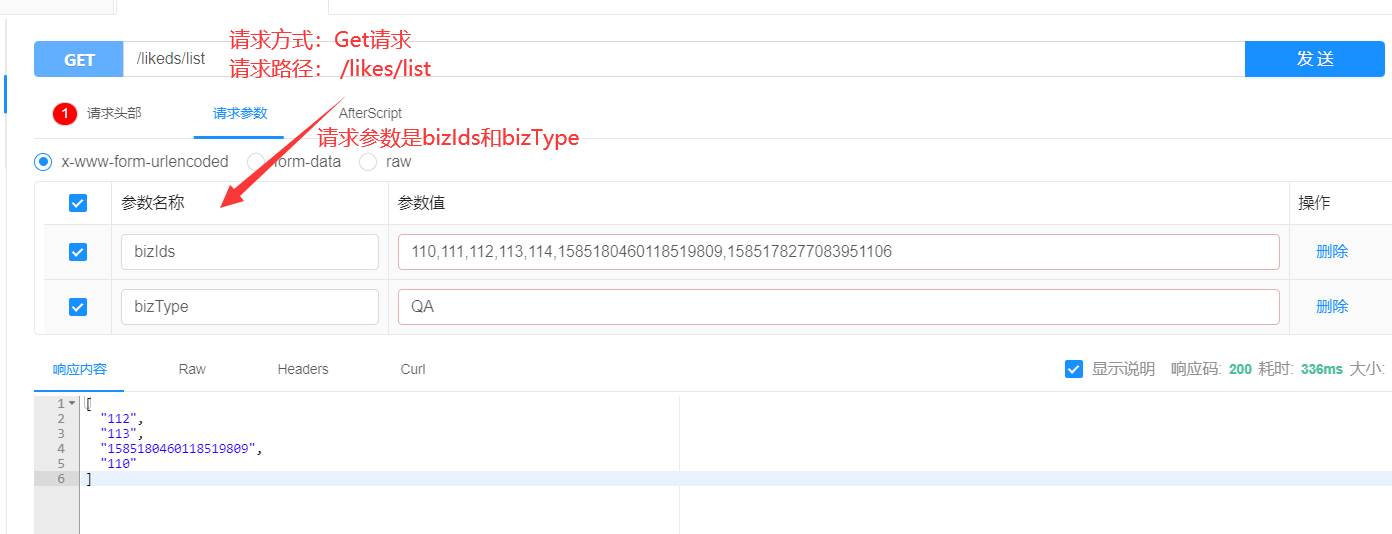 请求方式：Get请求
GET /likeds/list 发 送
请求路径： /likes/list
1 请求头部 请求参数 AfterScript
请求参数是bizIds和bizType
x-www-form-urlencoded form-data raw
参数名称 参数值 操作
bizIds 110,111,112,113,114,1585180460118519809,1585178277083951106 删除
bizType QA 删除
响应内容 Raw Headers Curl 显示说明 响应码: 200 耗时: 336ms 大小:
1 [
2 "112",
3 "113",
4 "1585180460118519809",
5 "110"
6 ]